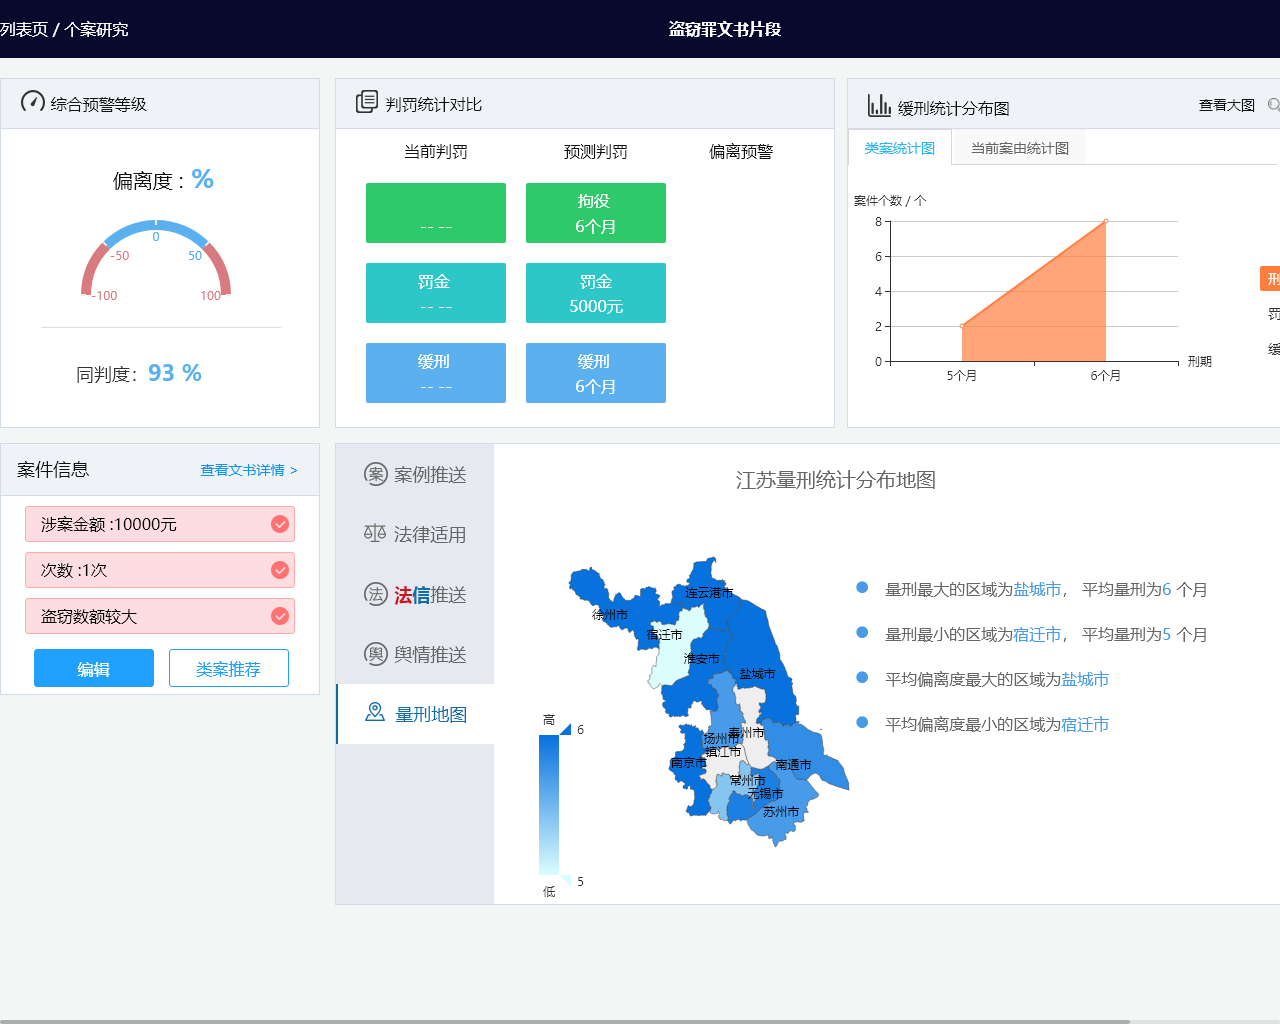 列表页 / 个案研究
盗窃罪文书片段
综合预警等级
偏离度 : %
0
-50
50
-100
100
同判度： 93 %
判罚统计对比
当前判罚
预测判罚
偏离预警
-- --
拘役
6个月
罚金
-- --
罚金
5000元
缓刑
-- --
缓刑
6个月
缓刑统计分布图
查看大图
类案统计图
当前案由统计图
案件个数 / 个
8
6
4
2
0
5个月
6个月
刑期
刑
罚
缓
案件信息
查看文书详情 >
涉案金额 :10000元
次数 :1次
盗窃数额较大
编辑
类案推荐
案 案例推送
法律适用
法 法信推送
舆 舆情推送
量刑地图
江苏量刑统计分布地图
连云港市
徐州市
宿迁市
淮安市
盐城市
扬州市
泰州市
镇江市
南京市
南通市
常州市
无锡市
苏州市
高
6
5
低
量刑最大的区域为盐城市， 平均量刑为6 个月
量刑最小的区域为宿迁市， 平均量刑为5 个月
平均偏离度最大的区域为盐城市
平均偏离度最小的区域为宿迁市